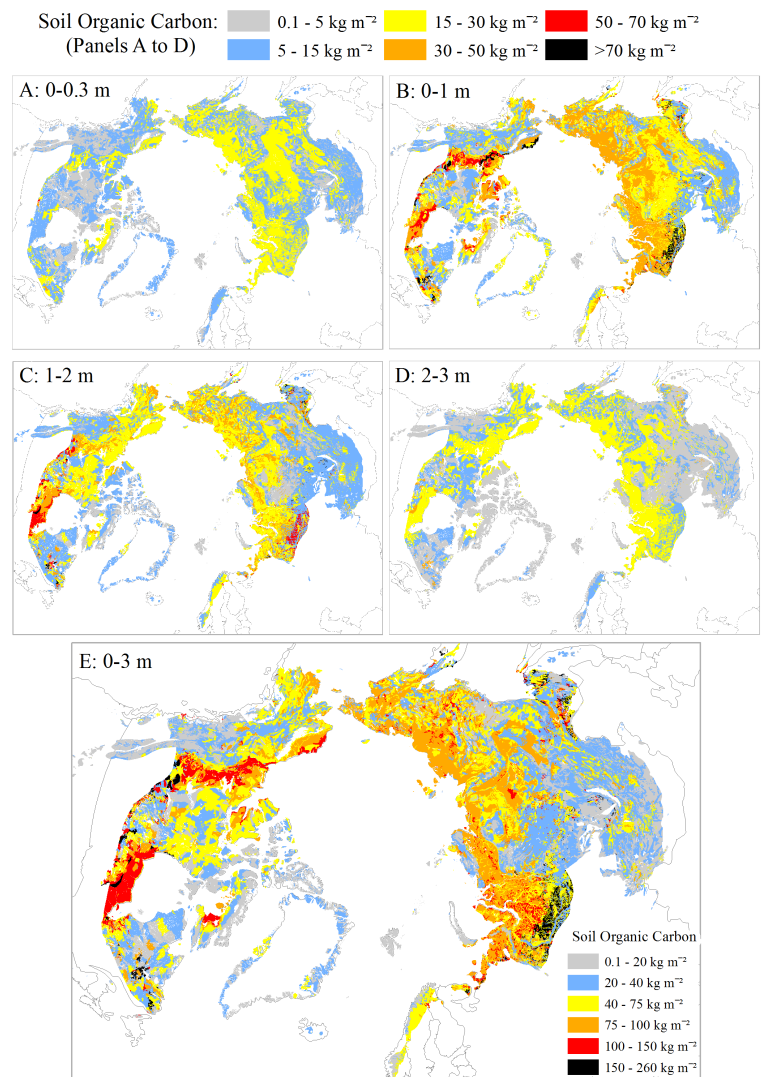 Soil Organic Carbon:
(Panels A to D)
0.1 - 5 kg m⁻²
15 - 30 kg m⁻²
50 - 70 kg m⁻²
5 - 15 kg m⁻²
30 - 50 kg m⁻²
>70 kg m⁻²
A: 0-0.3 m
B: 0-1 m
C: 1-2 m
D: 2-3 m
E: 0-3 m
Soil Organic Carbon
0.1 - 20 kg m⁻²
20 - 40 kg m⁻²
40 - 75 kg m⁻²
75 - 100 kg m⁻²
100 - 150 kg m⁻²
150 - 260 kg m⁻²